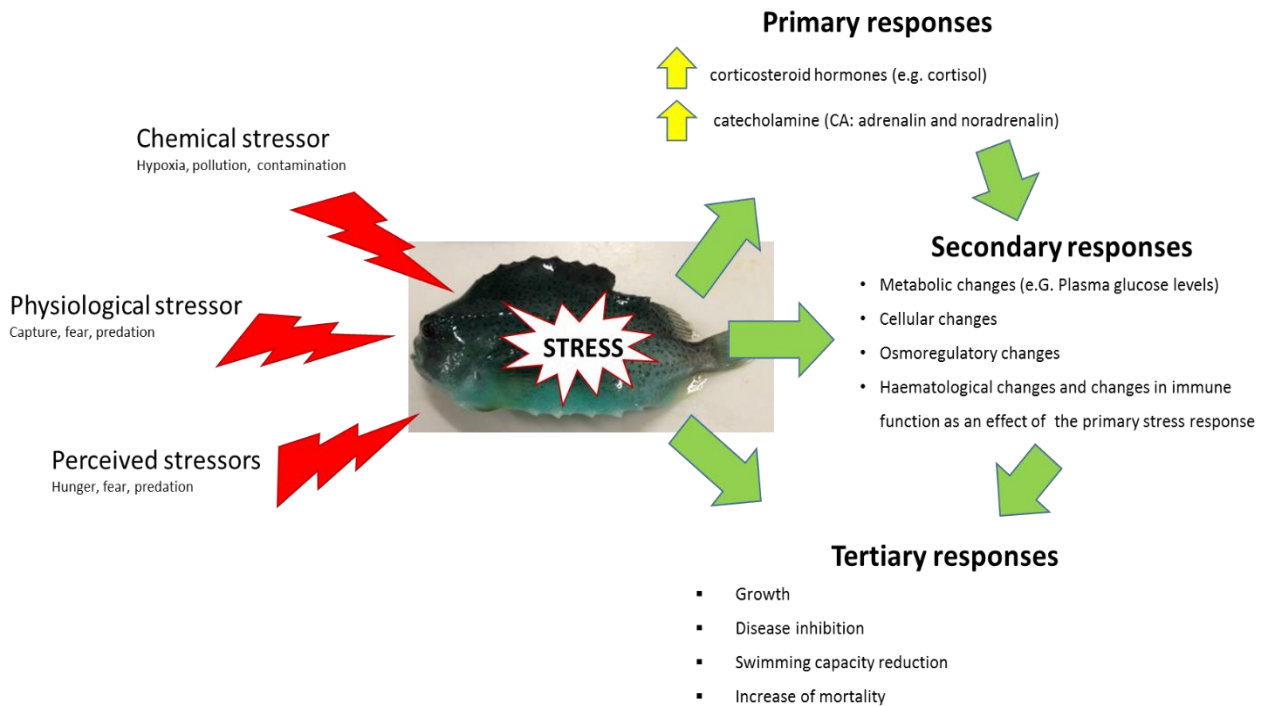 Primary responses
corticosteroid hormones (e.g. cortisol)
catecholamine (CA: adrenalin and noradrenalin)
Chemical stressor
Hypoxia, pollution, contamination
Physiological stressor
Capture, fear, predation
Perceived stressors
Hunger, fear, predation
STRESS
Secondary responses
• Metabolic changes (e.G. Plasma glucose levels)
• Cellular changes
• Osmoregulatory changes
• Haematological changes and changes in immune
function as an effect of the primary stress response
Tertiary responses
▪ Growth
▪ Disease inhibition
▪ Swimming capacity reduction
▪ Increase of mortality